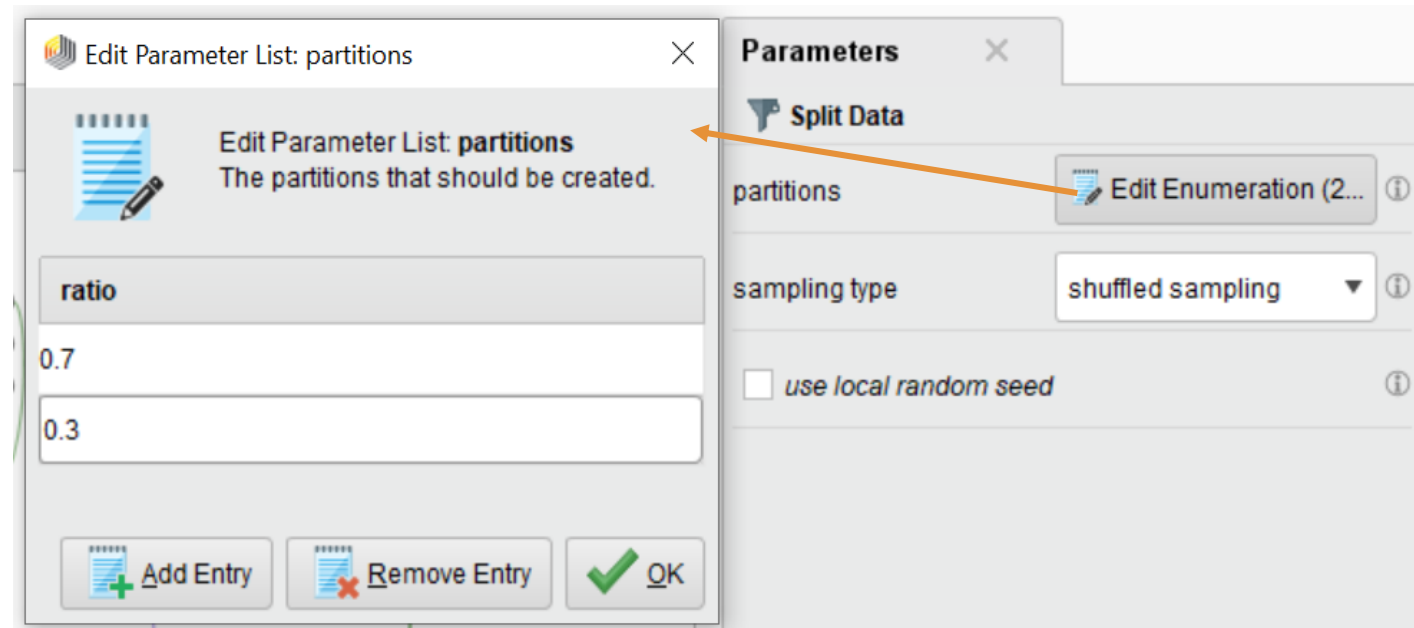 Edit Parameter List: partitions
Edit Parameter List: partitions
The partitions that should be created.
ratio
0.7
0.3
Add Entry
Remove Entry
OK
Parameters
Split Data
partitions
Edit Enumeration (2...
sampling type
shuffled sampling
use local random seed